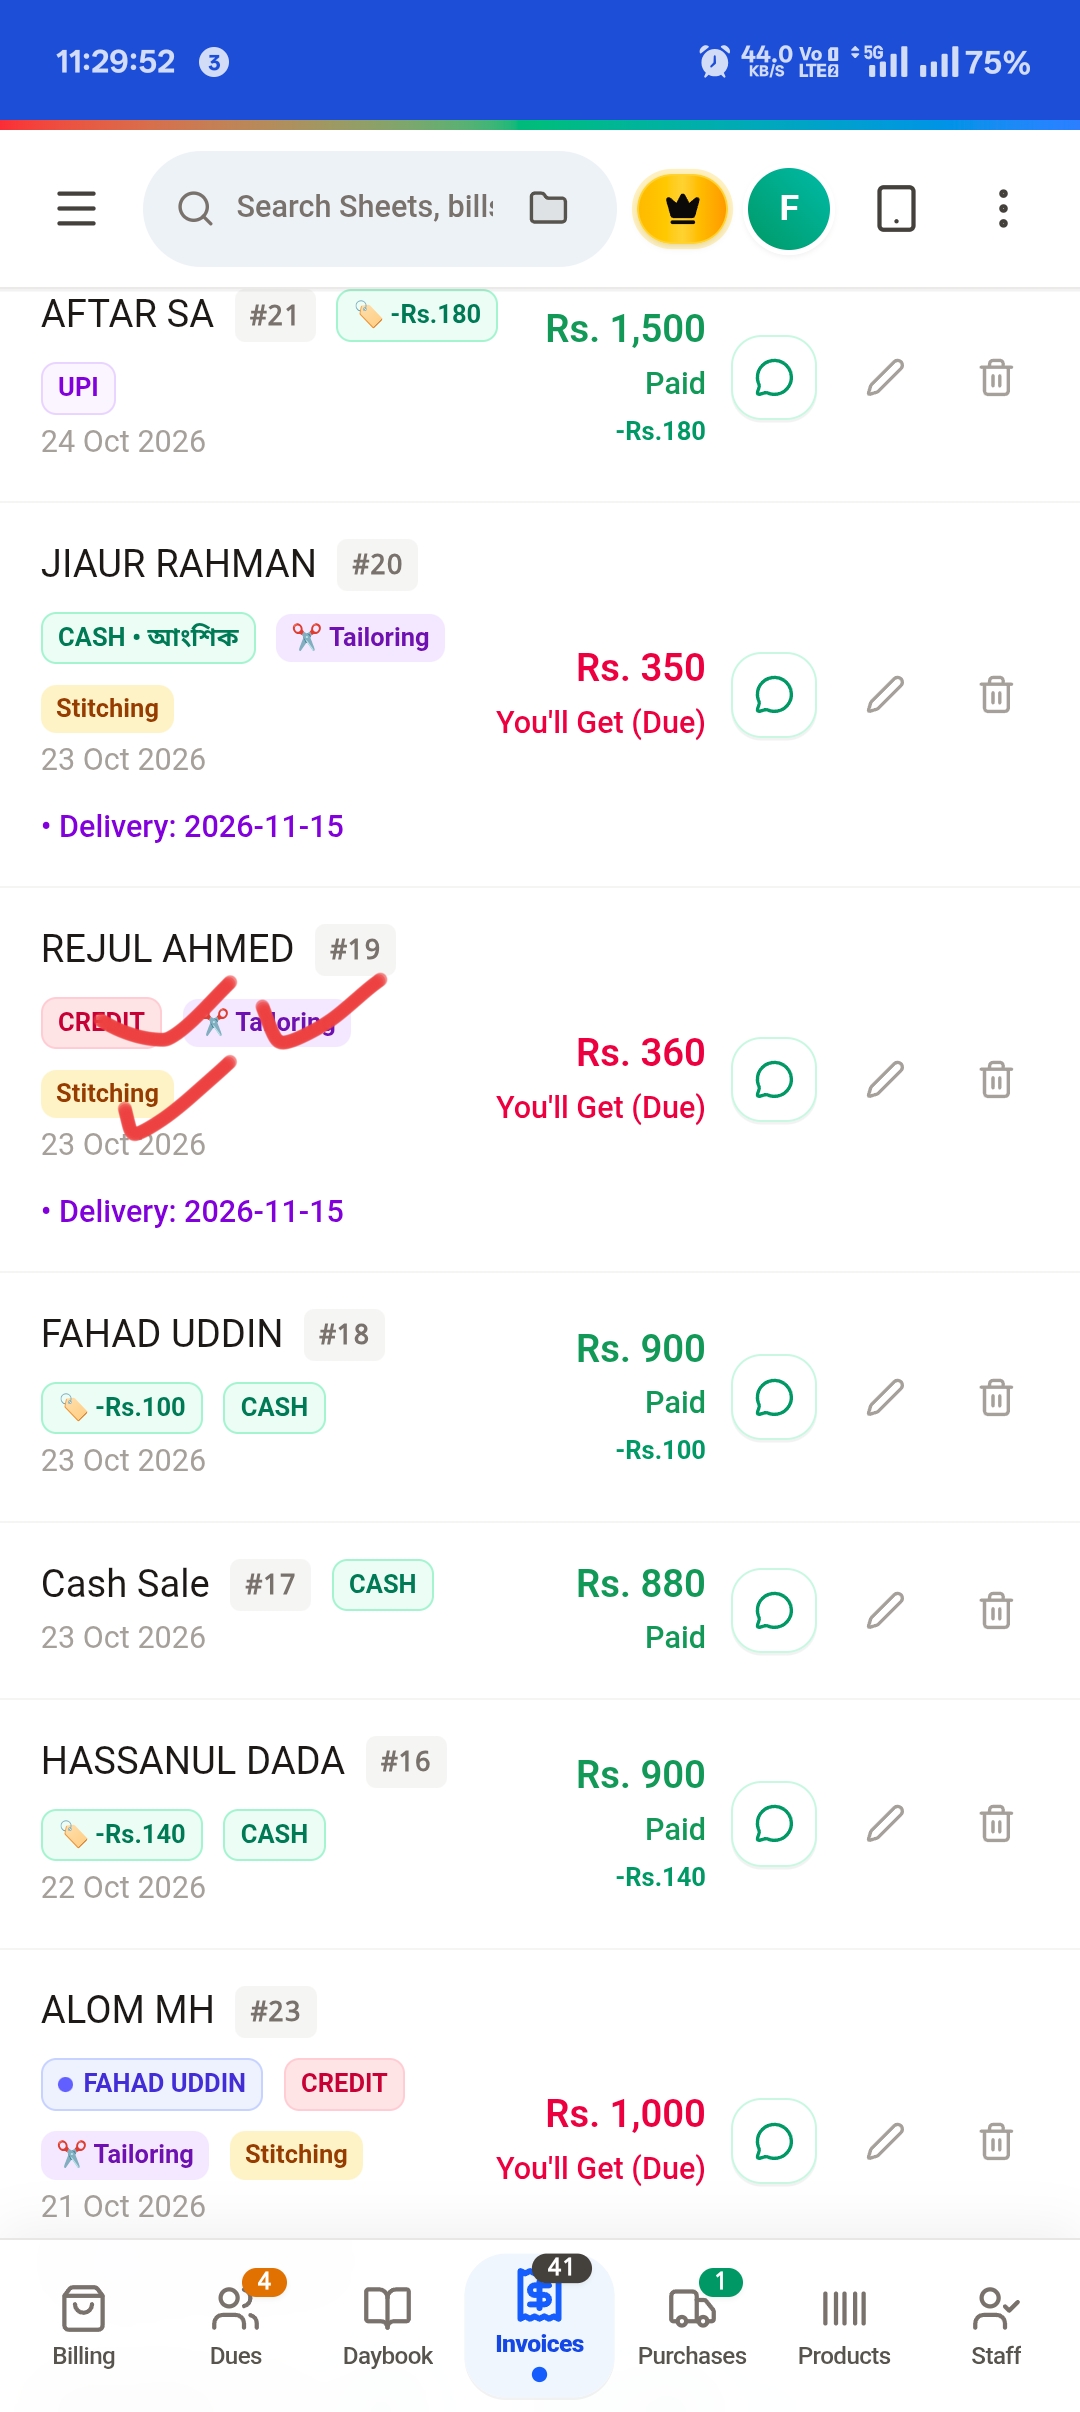 11:29:52 3 44.0 KB/S Vo LTE2 5G 75%
Search Sheets, bills
F
AFTAR SA #21 -Rs.180
Rs. 1,500
UPI
Paid
24 Oct 2026
-Rs.180
JIAUR RAHMAN #20
CASH • আংশিক Tailoring
Rs. 350
Stitching
You'll Get (Due)
23 Oct 2026
• Delivery: 2026-11-15
REJUL AHMED #19
CREDIT Tailoring
Rs. 360
Stitching
You'll Get (Due)
23 Oct 2026
• Delivery: 2026-11-15
FAHAD UDDIN #18
Rs. 900
-Rs.100 CASH
Paid
23 Oct 2026
-Rs.100
Cash Sale #17 CASH
Rs. 880
23 Oct 2026
Paid
HASSANUL DADA #16
Rs. 900
-Rs.140 CASH
Paid
22 Oct 2026
-Rs.140
ALOM MH #23
FAHAD UDDIN CREDIT
Rs. 1,000
Tailoring Stitching
You'll Get (Due)
21 Oct 2026
4 41 1
Billing Dues Daybook Invoices Purchases Products Staff